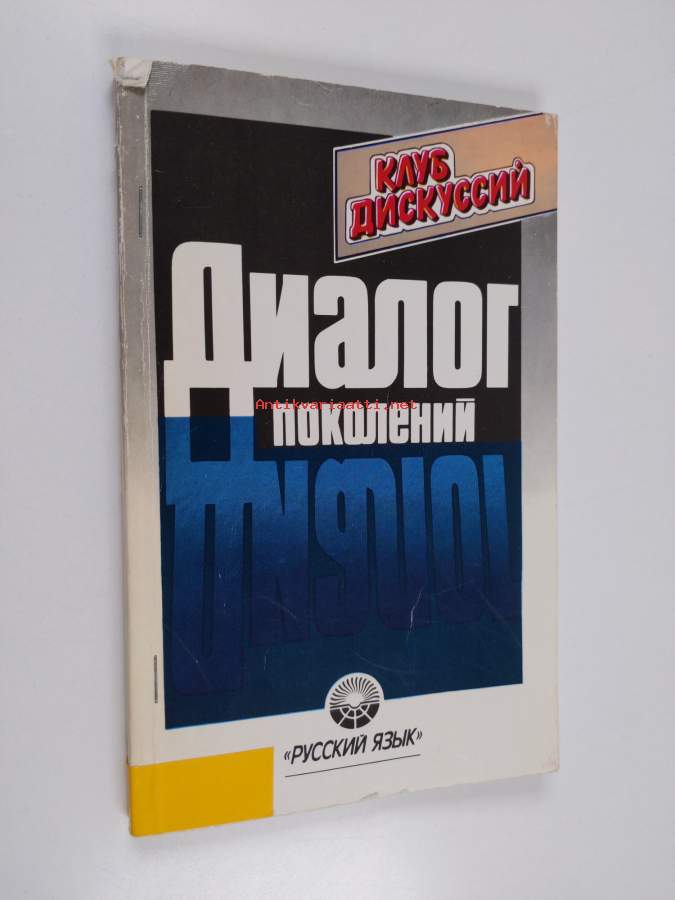 КЛУБ
ДИСКУССИЙ
Диалог
Antikvariaatti.net
поколений
«РУССКИЙ ЯЗЫК»